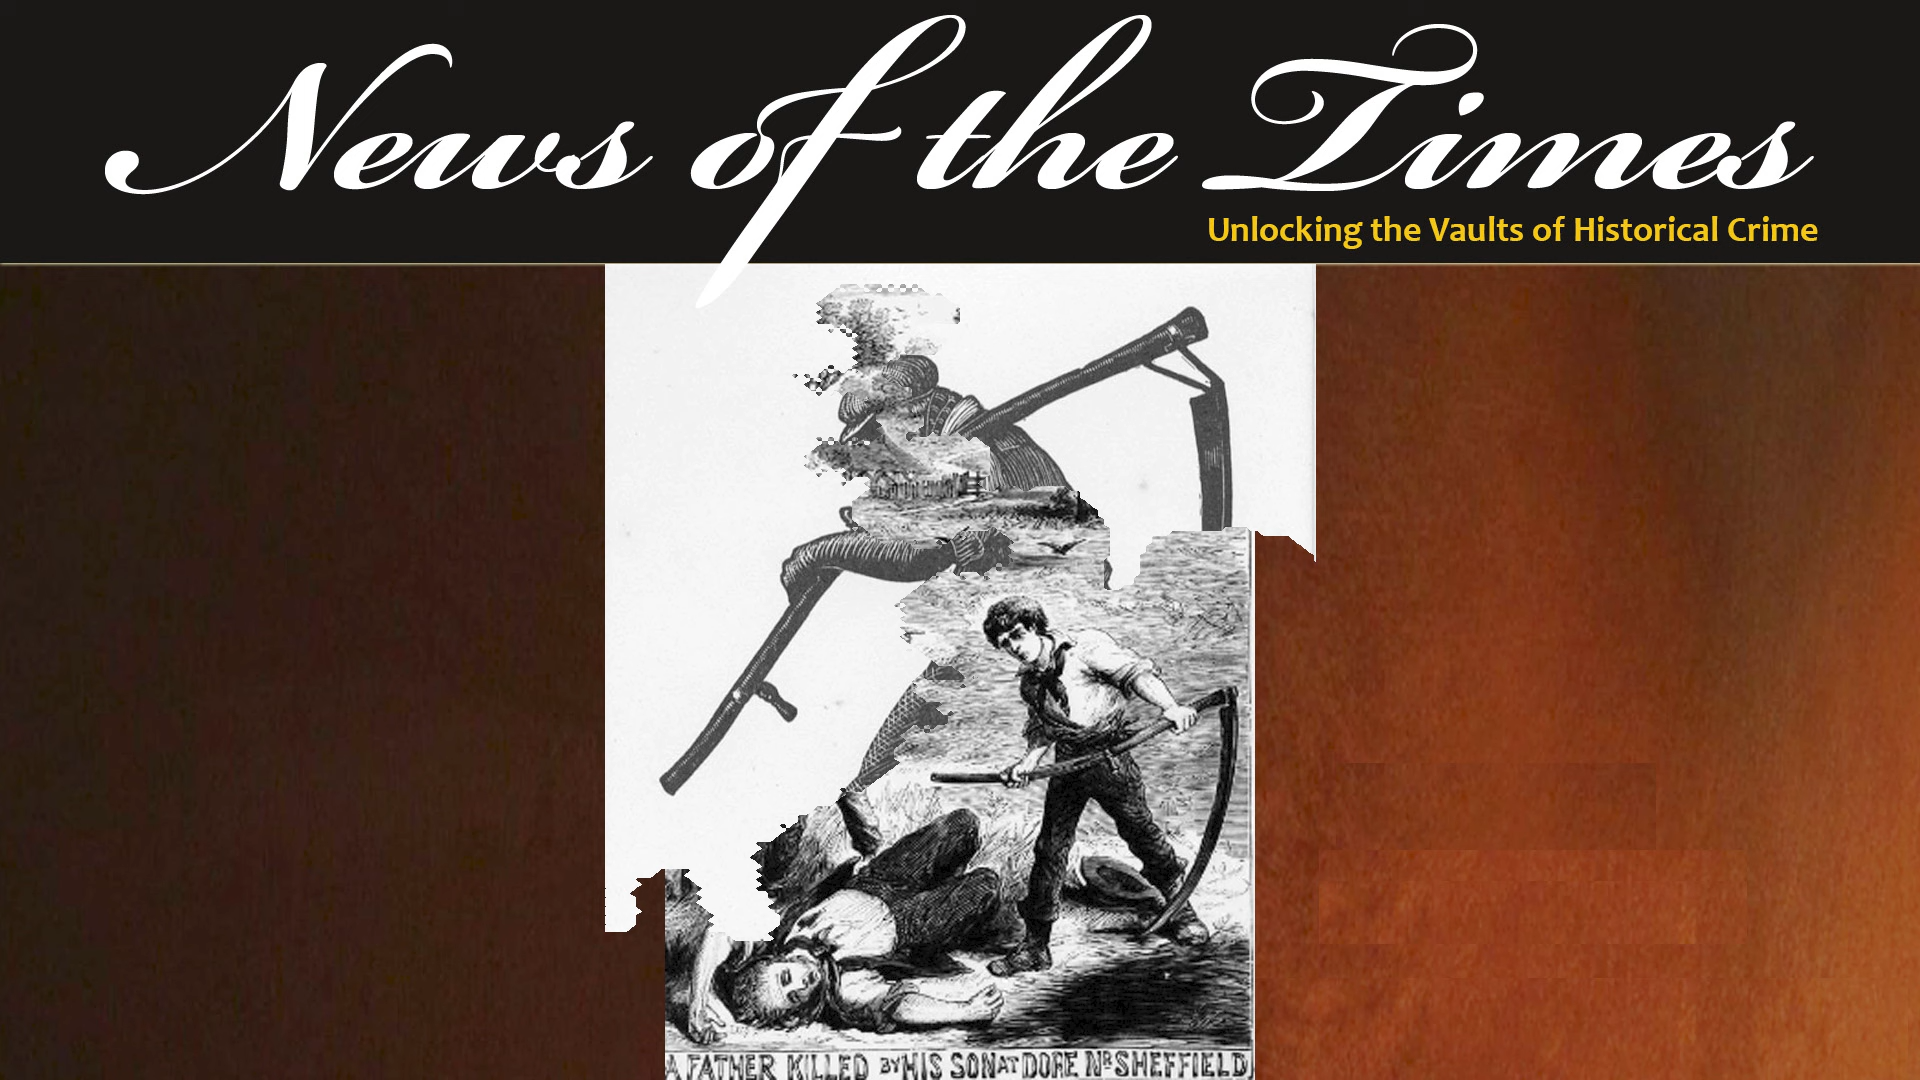 News of the Times
Unlocking the Vaults of Historical Crime
A FATHER KILLED BY HIS SON AT DORE NR SHEFFIELD